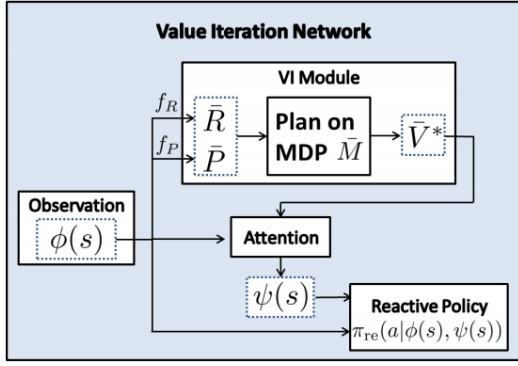 Value Iteration Network
VI Module
f_R
R̄
Plan on
MDP M̄
V̄*
f_P
P̄
Observation
ϕ(s)
Attention
ψ(s)
Reactive Policy
π_re(a|ϕ(s), ψ(s))